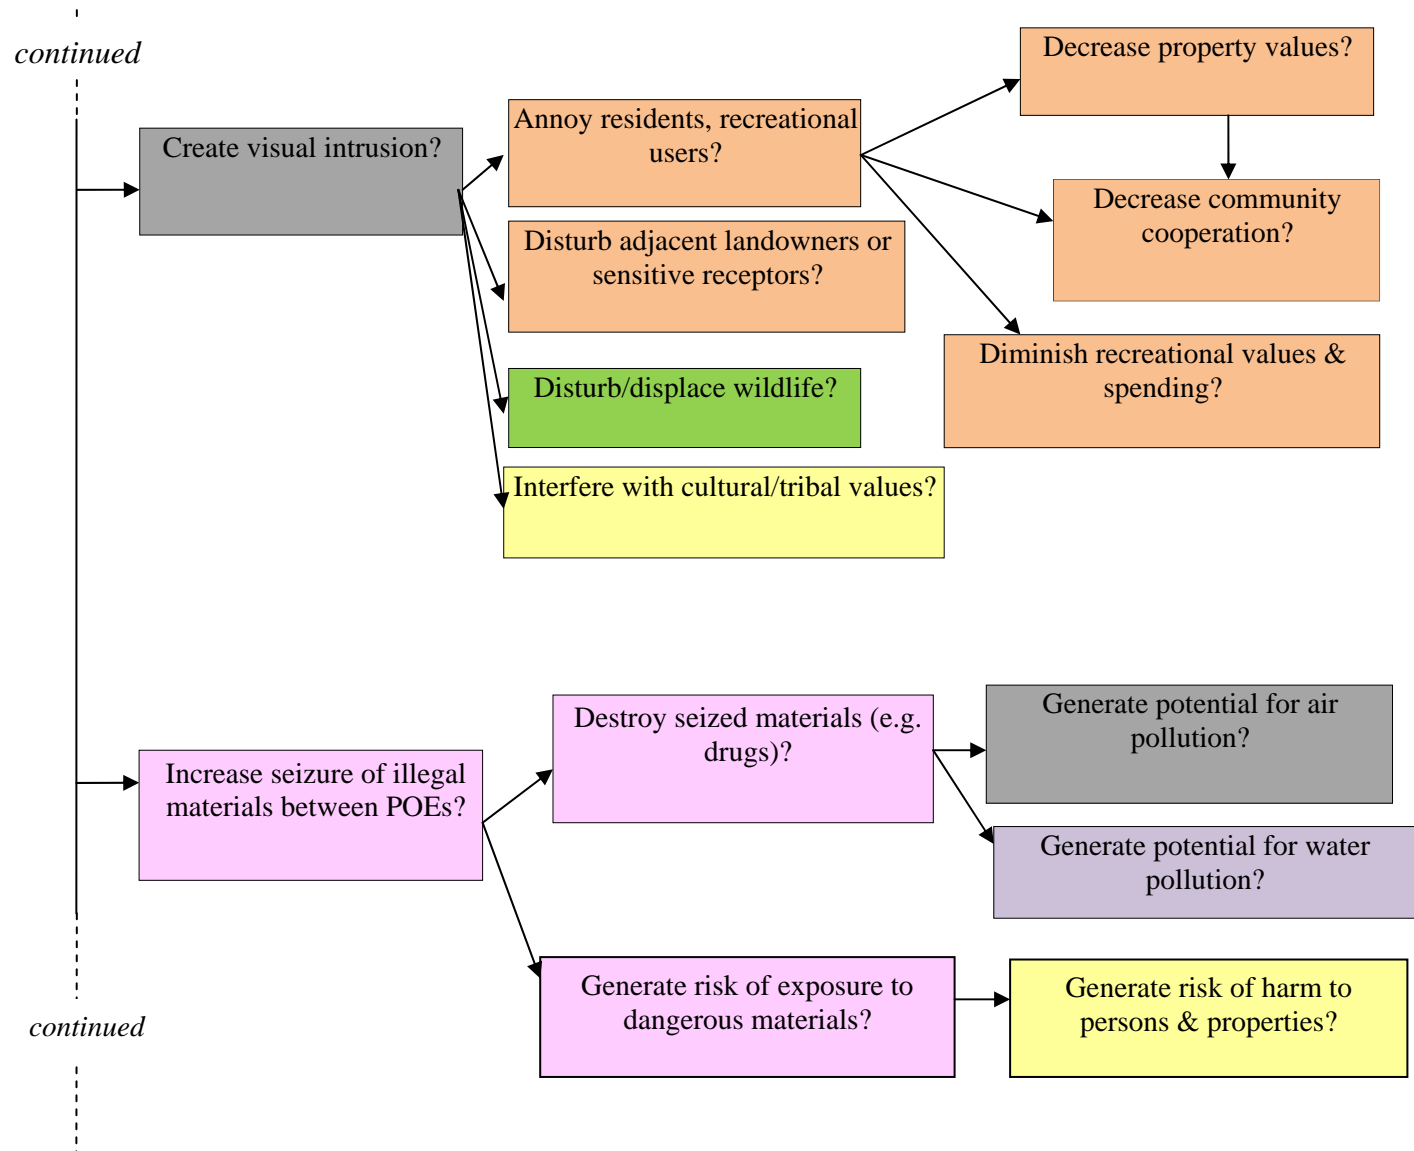 continued
Decrease property values?
Annoy residents, recreational
users?
Create visual intrusion?
Decrease community
cooperation?
Disturb adjacent landowners or
sensitive receptors?
Diminish recreational values &
spending?
Disturb/displace wildlife?
Interfere with cultural/tribal values?
Destroy seized materials (e.g.
drugs)?
Generate potential for air
pollution?
Increase seizure of illegal
materials between POEs?
Generate potential for water
pollution?
Generate risk of exposure to
dangerous materials?
Generate risk of harm to
persons & properties?
continued